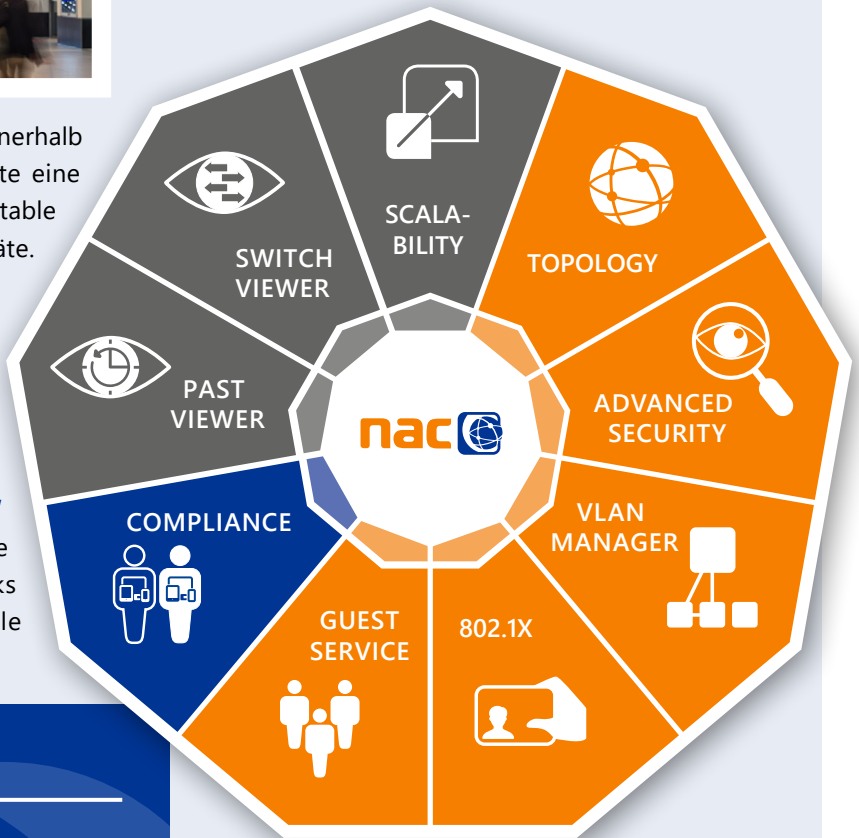 nerhalb
te eine
table
äte.
e
ks
le
SCALA-
BILITY
TOPOLOGY
SWITCH
VIEWER
ADVANCED
SECURITY
PAST
VIEWER
nac
VLAN
MANAGER
COMPLIANCE
802.1X
GUEST
SERVICE